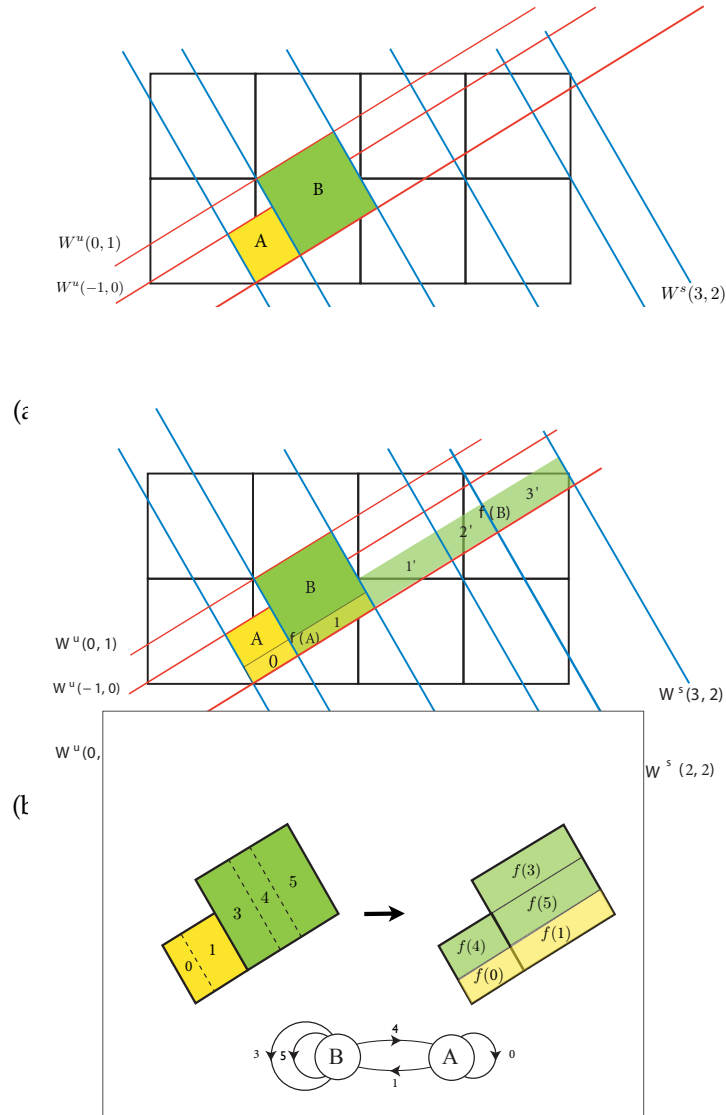 B
A
W^u(0, 1)
W^u(−1, 0)
W^s(3, 2)
(a
3'
f(B)
2'
1'
B
1
A
f(A)
0
W^u(0, 1)
W^u(−1, 0)
W^s(3, 2)
W^u(0,
W^s(2, 2)
(b
5
4
3
1
0
f(3)
f(5)
f(4)
f(1)
f(0)
4
3 5 B A 0
1